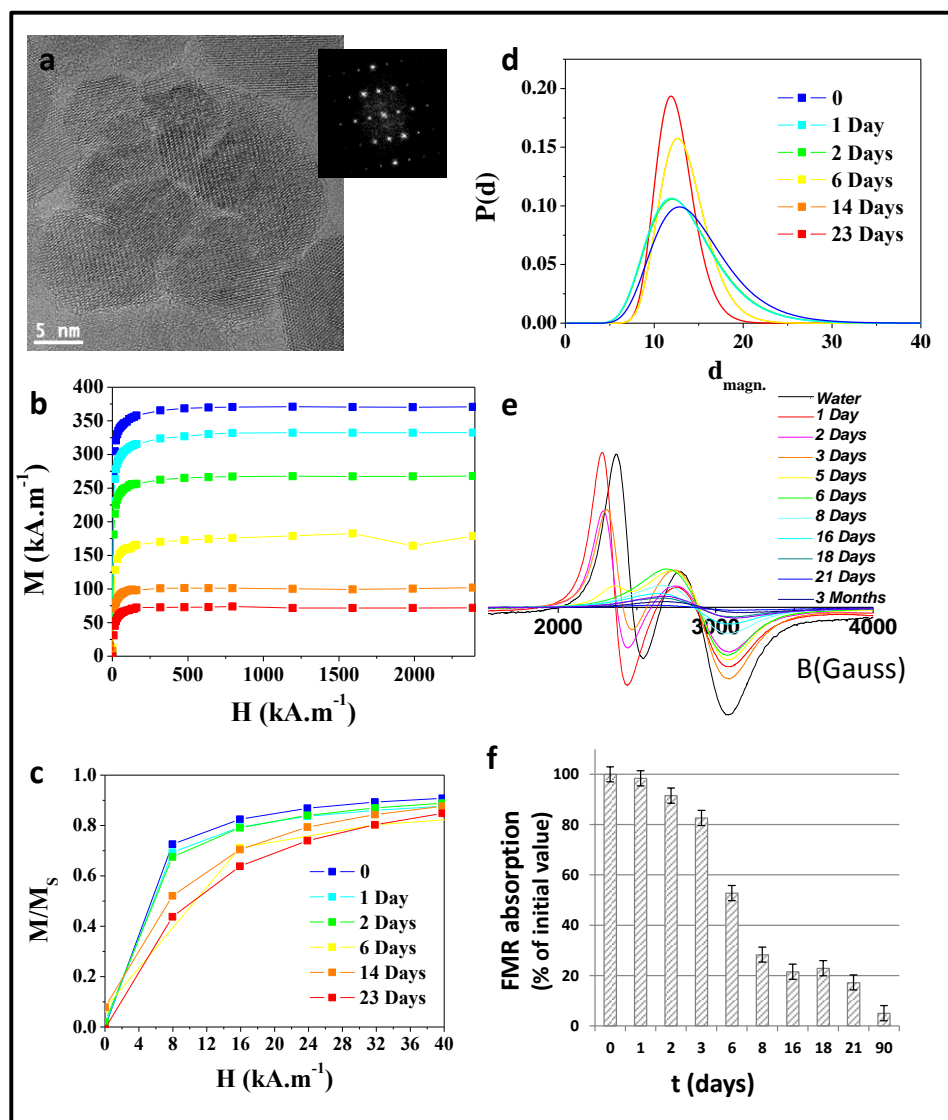 a
5 nm
b
M (kA.m⁻¹)
400
350
300
250
200
150
100
50
0
0
500
1000
1500
2000
H (kA.m⁻¹)
c
M/M_S
1.0
0.8
0.6
0.4
0.2
0.0
0
1 Day
2 Days
6 Days
14 Days
23 Days
0 4 8 12 16 20 24 28 32 36 40
H (kA.m⁻¹)
d
P(d)
0.20
0.15
0.10
0.05
0.00
0
1 Day
2 Days
6 Days
14 Days
23 Days
0 10 20 30 40
d_magn.
e
Water
1 Day
2 Days
3 Days
5 Days
6 Days
8 Days
16 Days
18 Days
21 Days
3 Months
2000 3000 4000
B(Gauss)
f
FMR absorption
(% of initial value)
100
80
60
40
20
0
0 1 2 3 6 8 16 18 21 90
t (days)